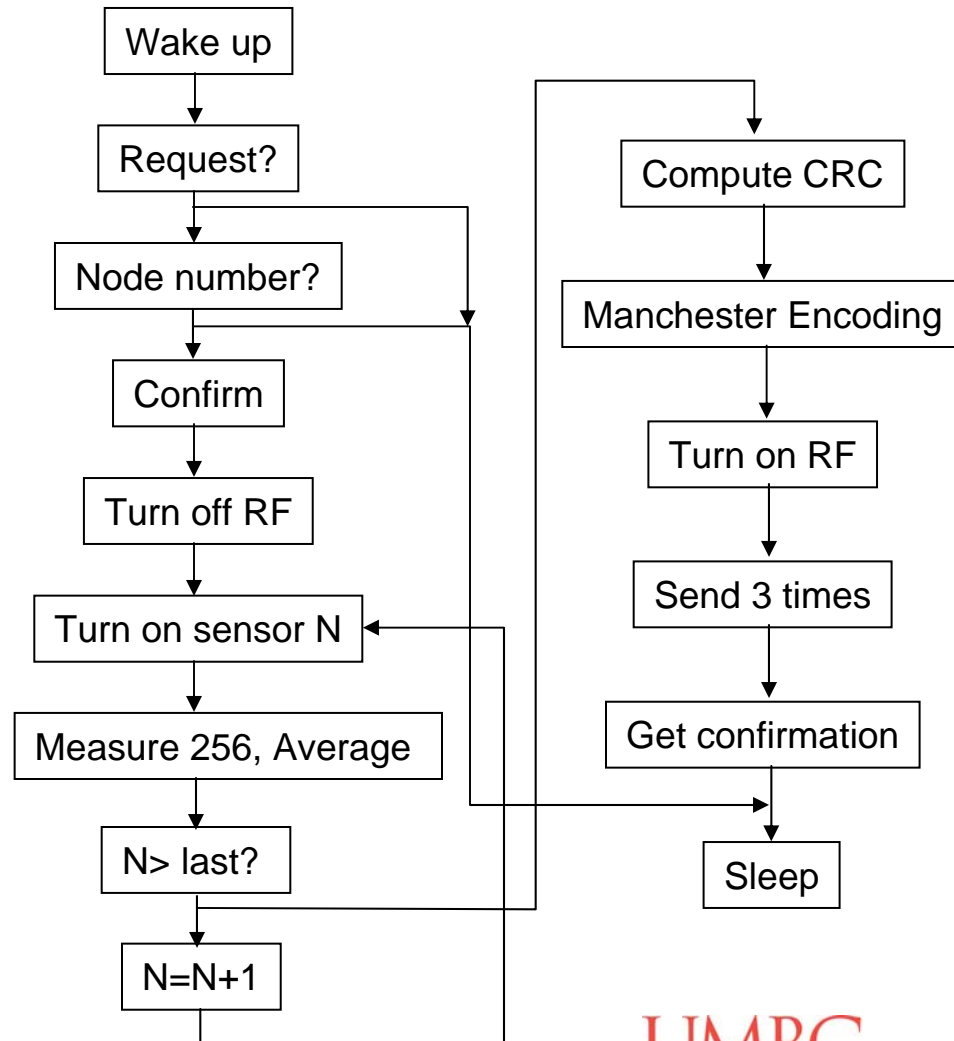 Wake up
Request?
Node number?
Confirm
Turn off RF
Turn on sensor N
Measure 256, Average
N> last?
N=N+1
Compute CRC
Manchester Encoding
Turn on RF
Send 3 times
Get confirmation
Sleep
UMBC